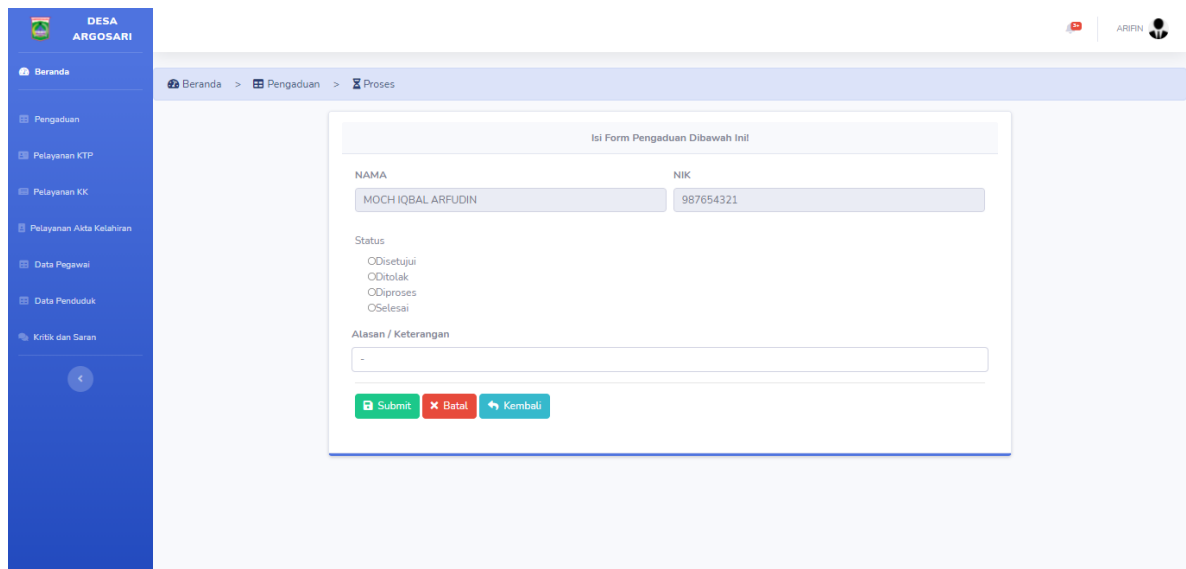 DESA
ARGOSARI
3+
ARIFIN
Beranda
Beranda > Pengaduan > Proses
Pengaduan
Pelayanan KTP
Pelayanan KK
Pelayanan Akta Kelahiran
Data Pegawai
Data Penduduk
Kritik dan Saran
Isi Form Pengaduan Dibawah Ini!
NAMA NIK
MOCH IQBAL ARFUDIN 987654321
Status
Disetujui
Ditolak
Diproses
Selesai
Alasan / Keterangan
-
Submit Batal Kembali